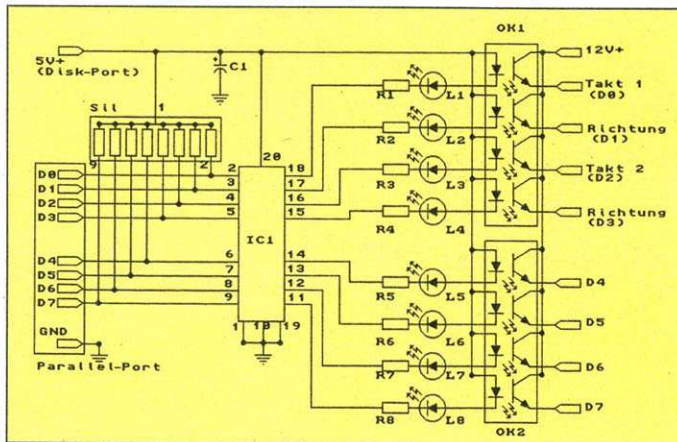 OK1
5V+
(Disk-Port)
C1
12V+
Sil 1
R1 L1 Takt 1
(D0)
9 2
20
R2 L2 Richtung
(D1)
D0 2 18
D1 3 17
D2 4 16
D3 5 15
R3 L3 Takt 2
(D2)
R4 L4 Richtung
(D3)
IC1
D4 6 14
D5 7 13
D6 8 12
D7 9 11
R5 L5 D4
R6 L6 D5
GND
1 10 19
R7 L7 D6
Parallel-Port
R8 L8 D7
OK2